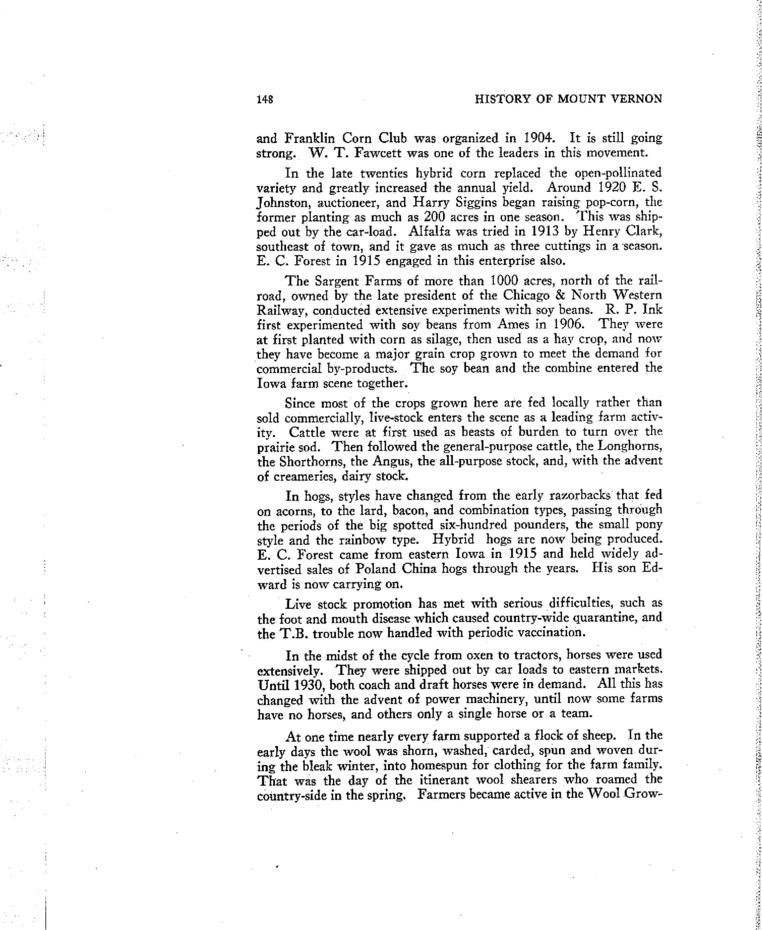 148 HISTORY OF MOUNT VERNON
and Franklin Corn Club was organized in 1904. It is still going
strong. W. T. Fawcett was one of the leaders in this movement.
In the late twenties hybrid corn replaced the open-pollinated
variety and greatly increased the annual yield. Around 1920 E. S.
Johnston, auctioneer, and Harry Siggins began raising pop-corn, the
former planting as much as 200 acres in one season. This was ship-
ped out by the car-load. Alfalfa was tried in 1913 by Henry Clark,
southeast of town, and it gave as much as three cuttings in a season.
E. C. Forest in 1915 engaged in this enterprise also.
The Sargent Farms of more than 1000 acres, north of the rail-
road, owned by the late president of the Chicago & North Western
Railway, conducted extensive experiments with soy beans. R. P. Ink
first experimented with soy beans from Ames in 1906. They were
at first planted with corn as silage, then used as a hay crop, and now
they have become a major grain crop grown to meet the demand for
commercial by-products. The soy bean and the combine entered the
Iowa farm scene together.
Since most of the crops grown here are fed locally rather than
sold commercially, live-stock enters the scene as a leading farm activ-
ity. Cattle were at first used as beasts of burden to turn over the
prairie sod. Then followed the general-purpose cattle, the Longhorns,
the Shorthorns, the Angus, the all-purpose stock, and, with the advent
of creameries, dairy stock.
In hogs, styles have changed from the early razorbacks that fed
on acorns, to the lard, bacon, and combination types, passing through
the periods of the big spotted six-hundred pounders, the small pony
style and the rainbow type. Hybrid hogs are now being produced.
E. C. Forest came from eastern Iowa in 1915 and held widely ad-
vertised sales of Poland China hogs through the years. His son Ed-
ward is now carrying on.
Live stock promotion has met with serious difficulties, such as
the foot and mouth disease which caused country-wide quarantine, and
the T.B. trouble now handled with periodic vaccination.
In the midst of the cycle from oxen to tractors, horses were used
extensively. They were shipped out by car loads to eastern markets.
Until 1930, both coach and draft horses were in demand. All this has
changed with the advent of power machinery, until now some farms
have no horses, and others only a single horse or a team.
At one time nearly every farm supported a flock of sheep. In the
early days the wool was shorn, washed, carded, spun and woven dur-
ing the bleak winter, into homespun for clothing for the farm family.
That was the day of the itinerant wool shearers who roamed the
country-side in the spring. Farmers became active in the Wool Grow-